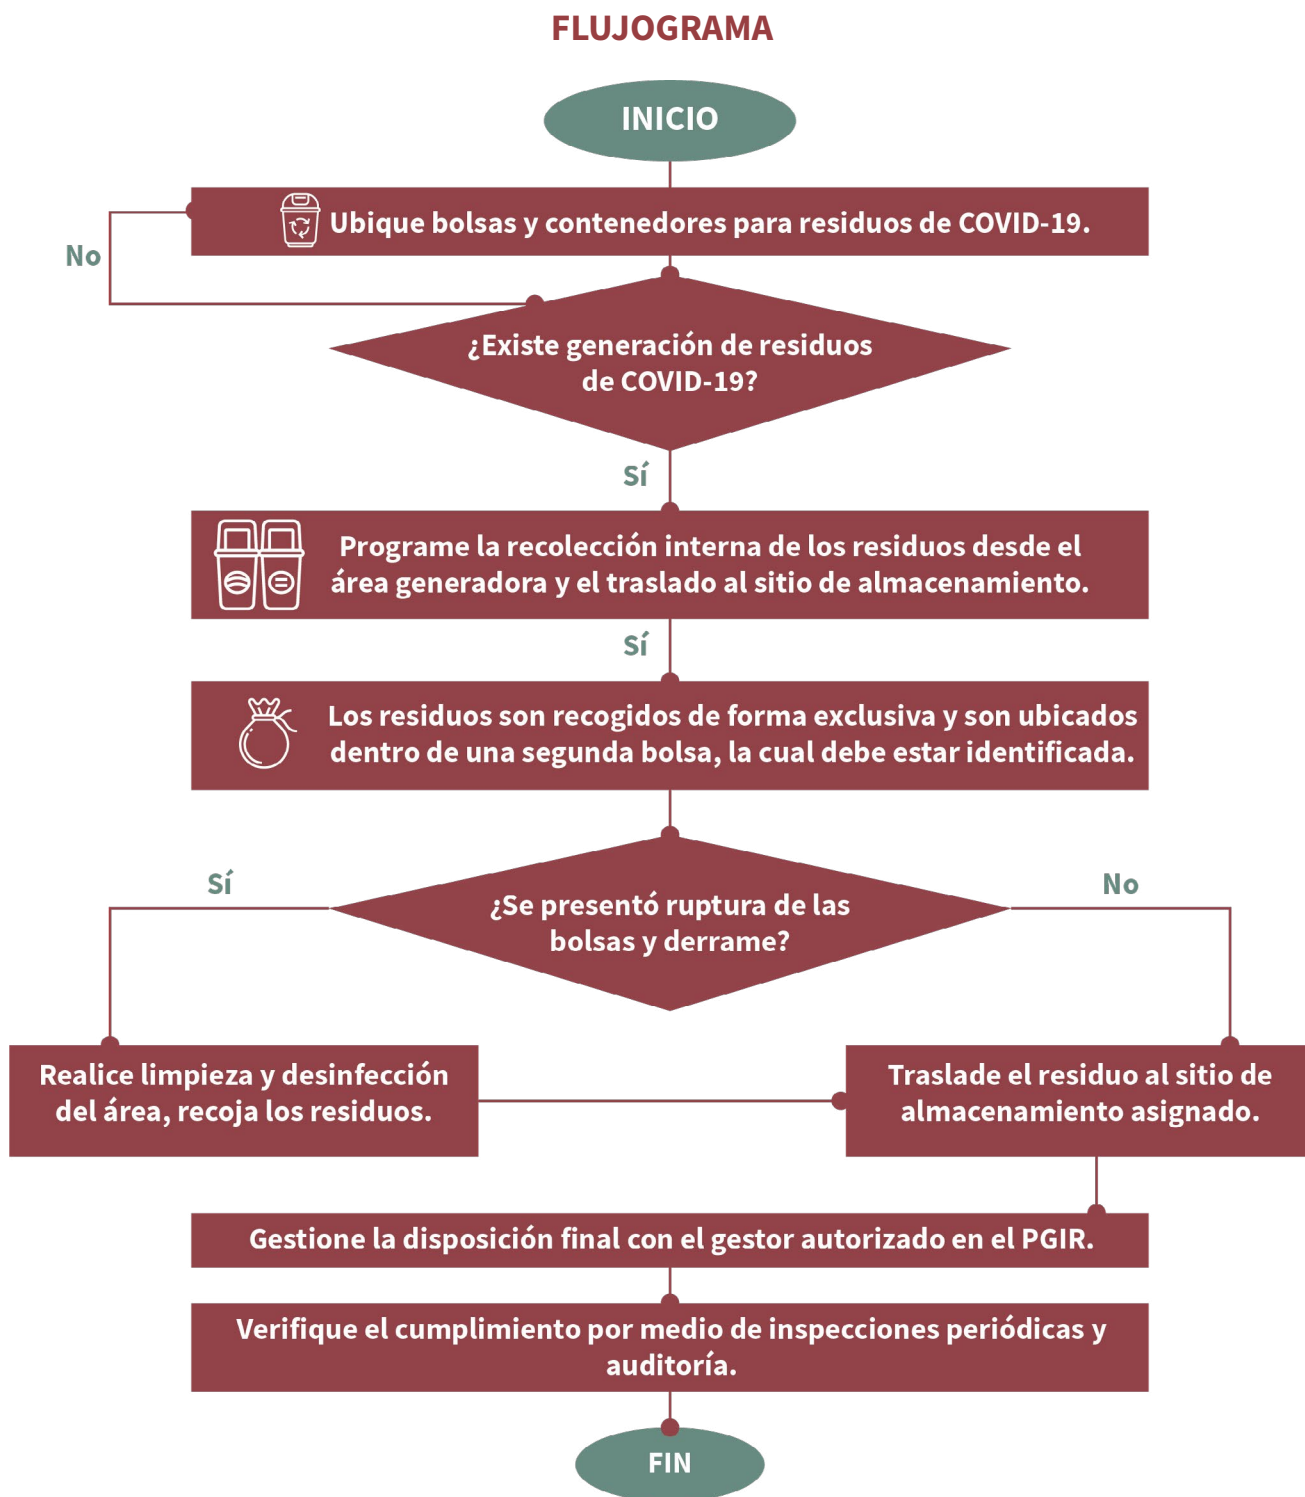 FLUJOGRAMA
INICIO
Ubique bolsas y contenedores para residuos de COVID-19.
No
¿Existe generación de residuos
de COVID-19?
Sí
Programe la recolección interna de los residuos desde el
área generadora y el traslado al sitio de almacenamiento.
Sí
Los residuos son recogidos de forma exclusiva y son ubicados
dentro de una segunda bolsa, la cual debe estar identificada.
Sí
No
¿Se presentó ruptura de las
bolsas y derrame?
Realice limpieza y desinfección
del área, recoja los residuos.
Traslade el residuo al sitio de
almacenamiento asignado.
Gestione la disposición final con el gestor autorizado en el PGIR.
Verifique el cumplimiento por medio de inspecciones periódicas y
auditoría.
FIN